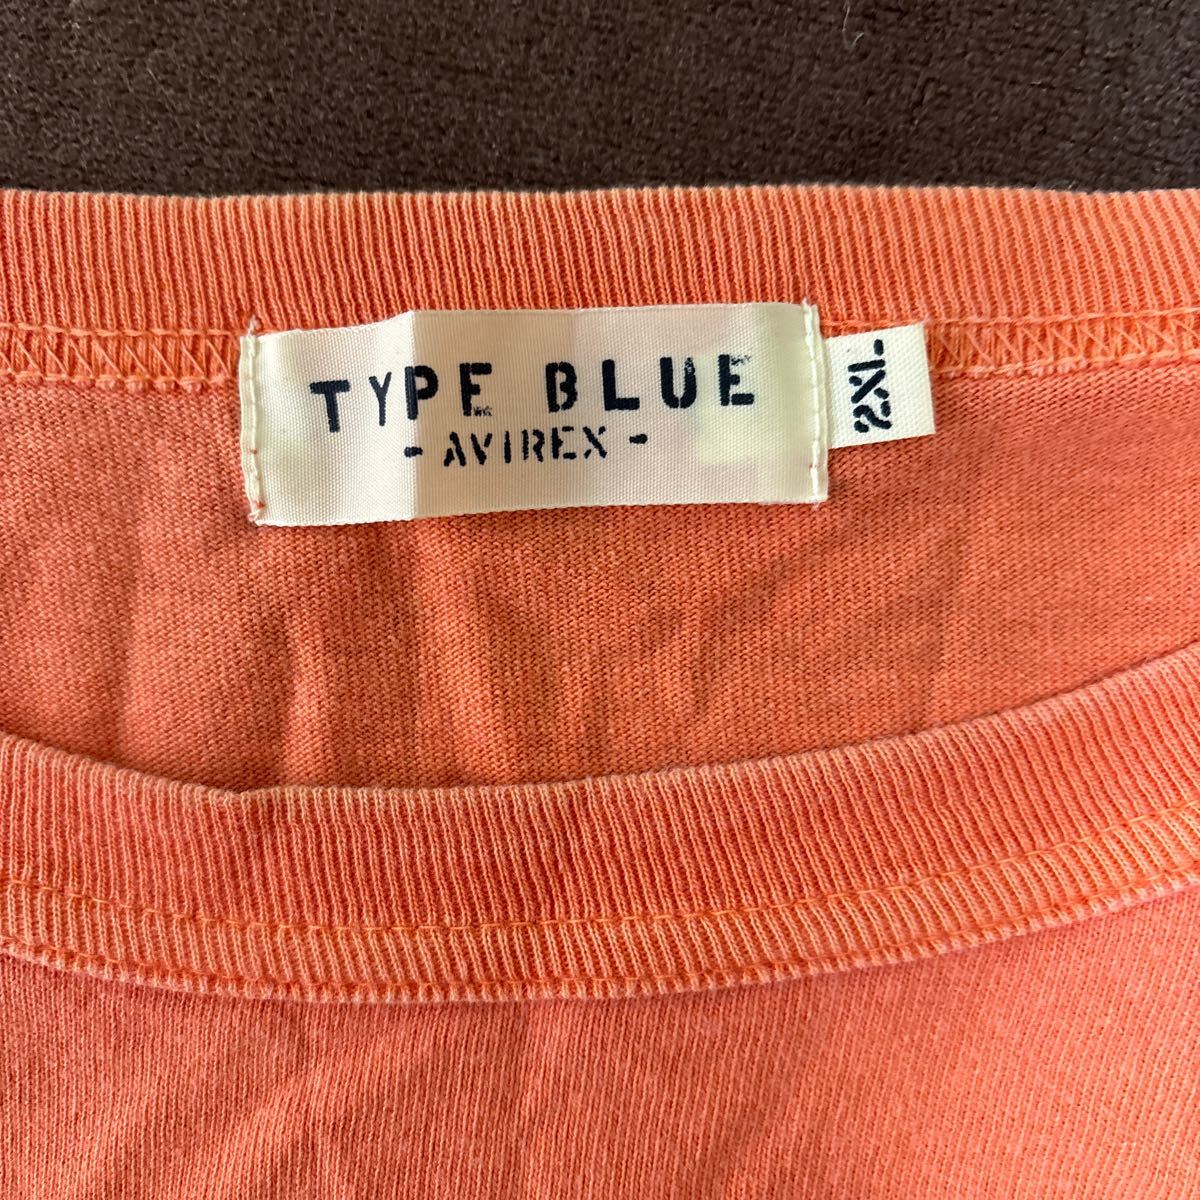 TYPE BLUE
- AVIREX -
2XL